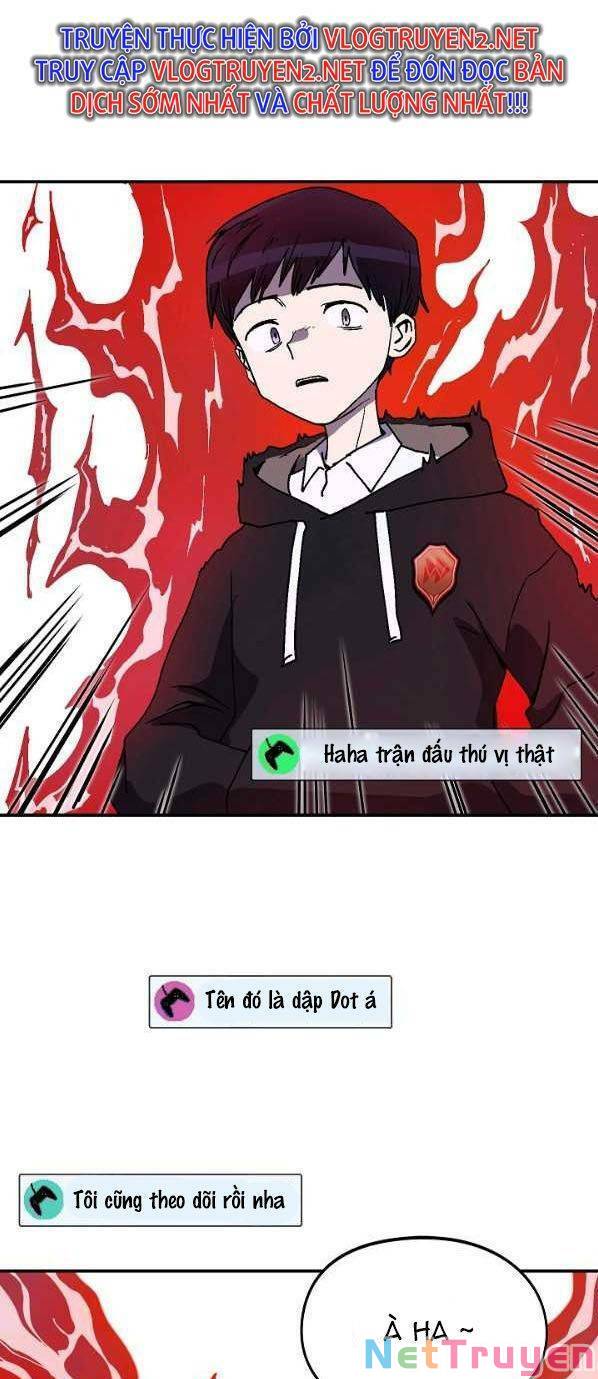 TRUYỆN THỰC HIỆN BỞI VLOGTRUYEN2.NET
TRUY CẬP VLOGTRUYEN2.NET ĐỂ ĐÓN ĐỌC BẢN
DỊCH SỚM NHẤT VÀ CHẤT LƯỢNG NHẤT!!!
Haha trận đấu thú vị thật
Tên đó là dập Dot á
Tôi cũng theo dõi rồi nha
À HA ~
NetTruyen